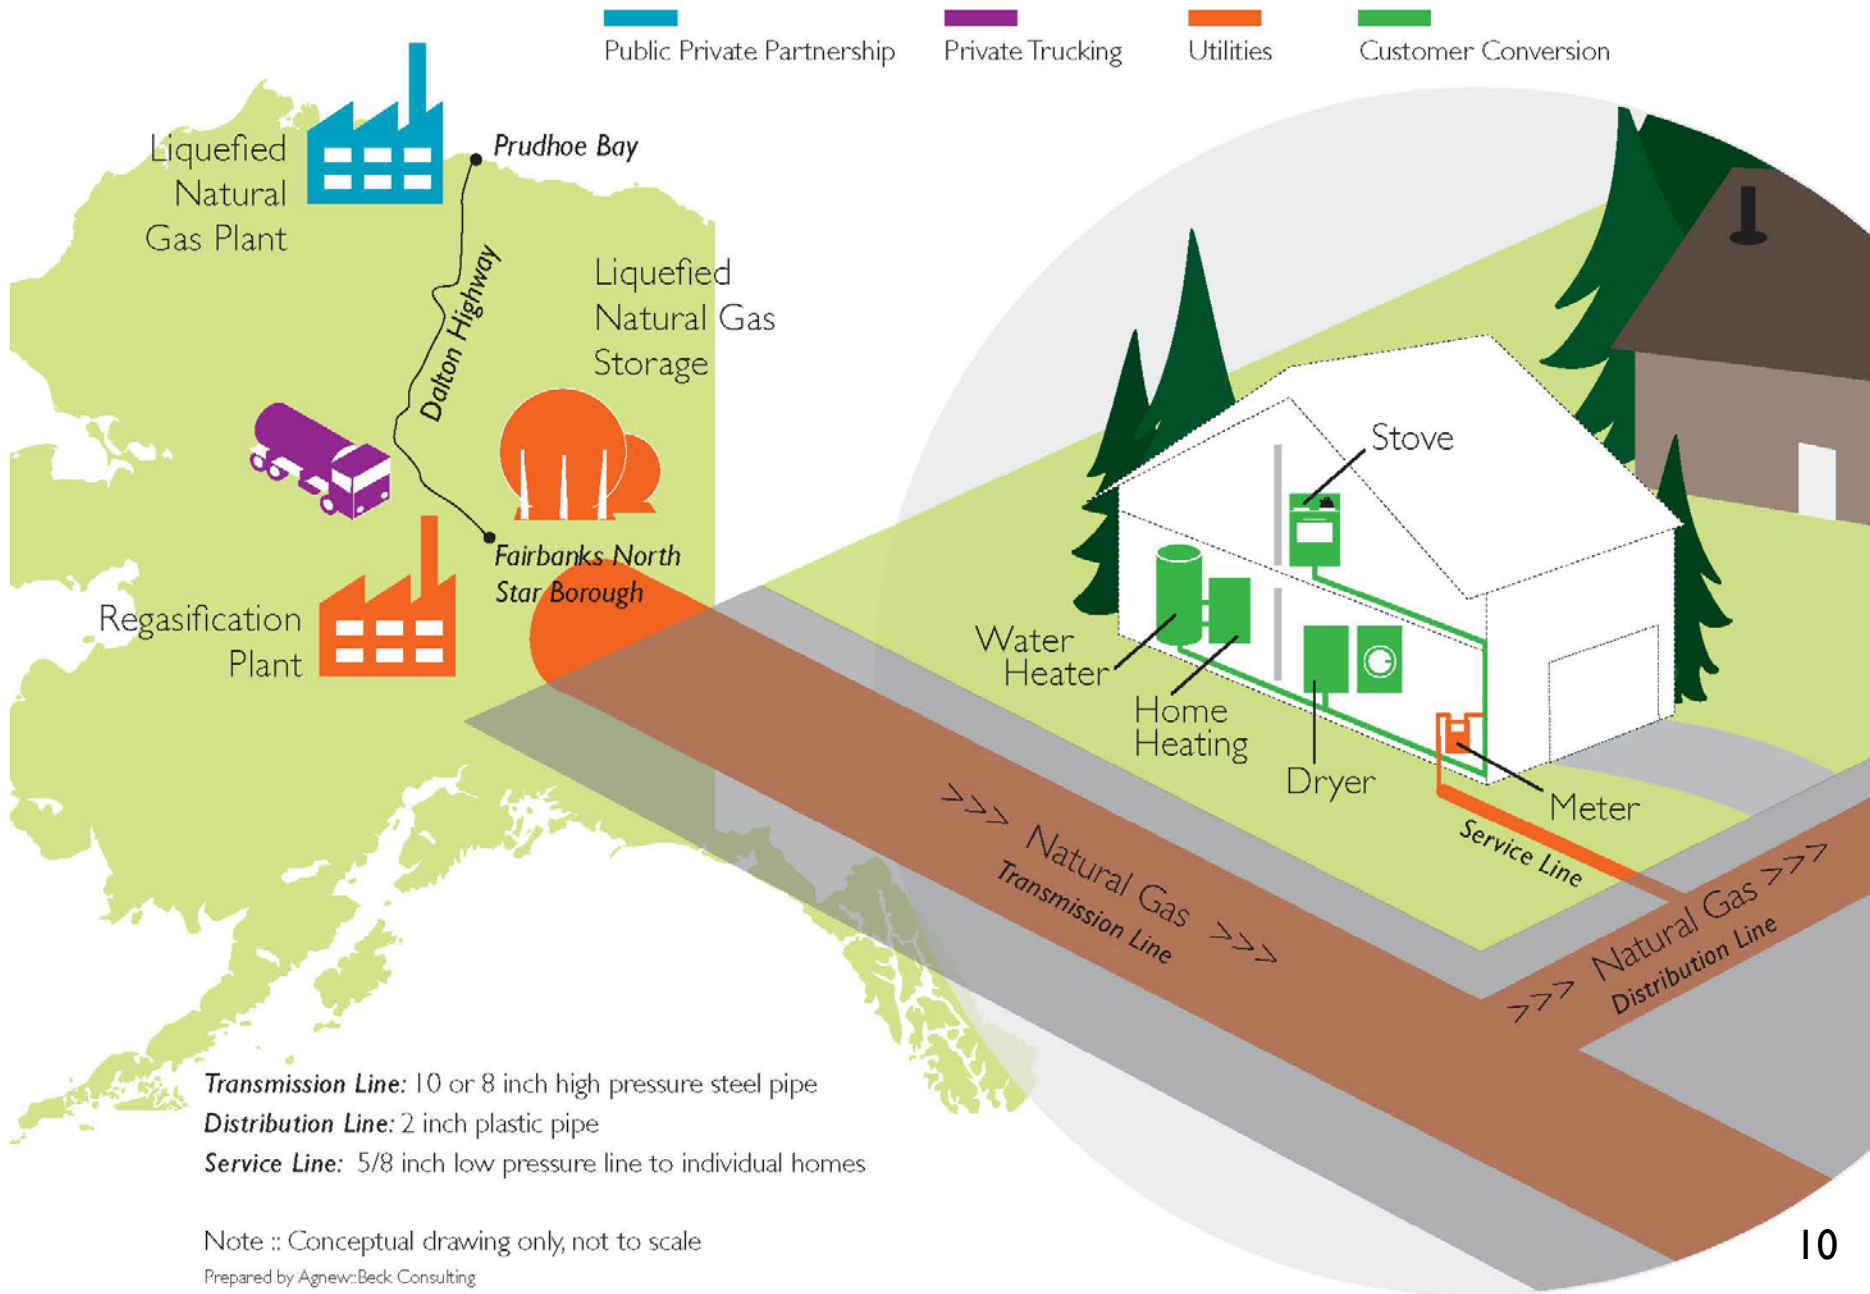 Public Private Partnership
Private Trucking
Utilities
Customer Conversion
Liquefied
Natural
Gas Plant
Prudhoe Bay
Dalton Highway
Liquefied
Natural Gas
Storage
Fairbanks North
Star Borough
Regasification
Plant
Stove
Water
Heater
Home
Heating
Dryer
Meter
Service Line
>>> Natural Gas >>>
Transmission Line
>>> Natural Gas >>>
Distribution Line
Transmission Line: 10 or 8 inch high pressure steel pipe
Distribution Line: 2 inch plastic pipe
Service Line: 5/8 inch low pressure line to individual homes
Note :: Conceptual drawing only, not to scale
Prepared by Agnew::Beck Consulting
10